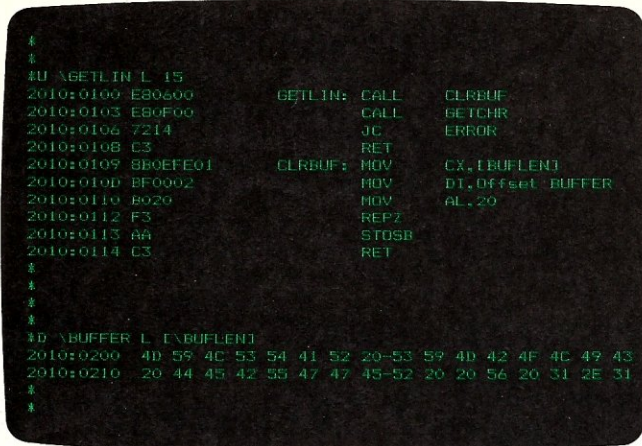 *
*
*U \GETLIN L 15
2010:0100 E80600 GETLIN: CALL CLRBUF
2010:0103 E80F00 CALL GETCHR
2010:0106 7214 JC ERROR
2010:0108 C3 RET
2010:0109 8B0EFE01 CLRBUF: MOV CX,[BUFLEN]
2010:010D BF0002 MOV DI,Offset BUFFER
2010:0110 B020 MOV AL,20
2010:0112 F3 REPZ
2010:0113 AA STOSB
2010:0114 C3 RET
*
*
*
*
*D \BUFFER L [\BUFLEN]
2010:0200 4D 59 4C 53 54 41 52 20-53 59 4D 42 4F 4C 49 43
2010:0210 20 44 45 42 55 47 47 45-52 20 20 56 20 31 2E 31
*
*